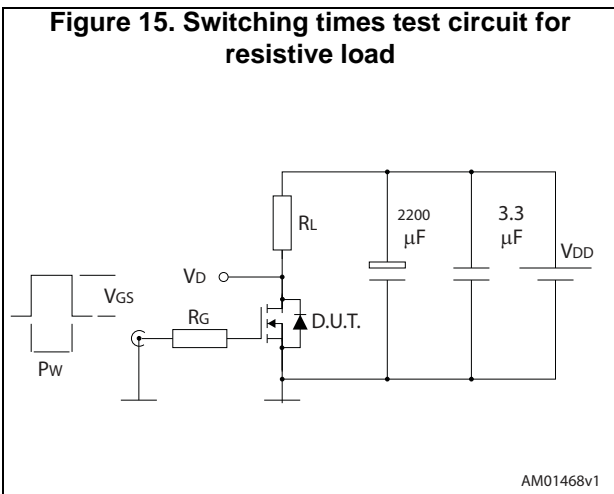 Figure 15. Switching times test circuit for
resistive load
RL
2200
μF
3.3
μF
VDD
VD
VGS
RG
D.U.T.
PW
AM01468v1